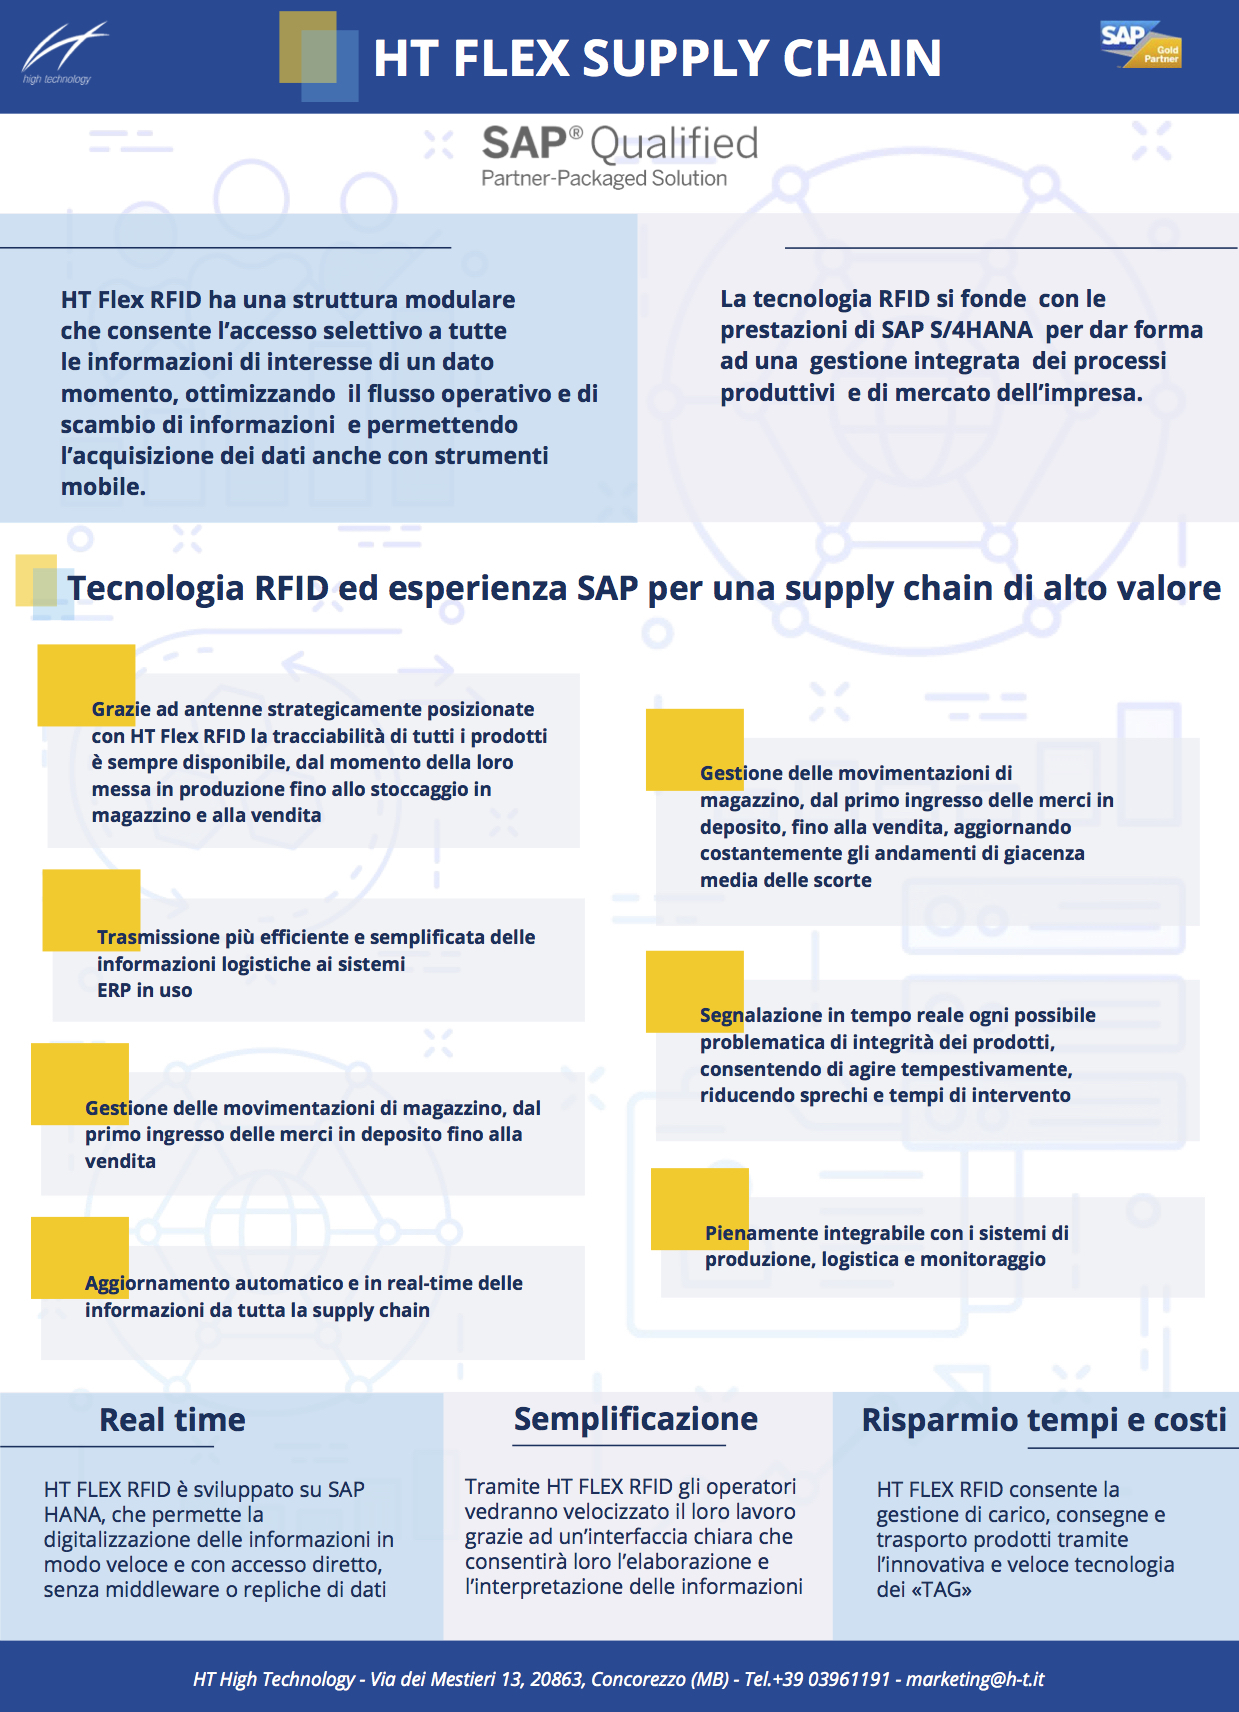 high technology
HT FLEX SUPPLY CHAIN
SAP
Gold
Partner
SAP® Qualified
Partner-Packaged Solution
HT Flex RFID ha una struttura modulare
che consente l'accesso selettivo a tutte
le informazioni di interesse di un dato
momento, ottimizzando il flusso operativo e di
scambio di informazioni e permettendo
l'acquisizione dei dati anche con strumenti
mobile.
La tecnologia RFID si fonde con le
prestazioni di SAP S/4HANA per dar forma
ad una gestione integrata dei processi
produttivi e di mercato dell'impresa.
Tecnologia RFID ed esperienza SAP per una supply chain di alto valore
Grazie ad antenne strategicamente posizionate
con HT Flex RFID la tracciabilità di tutti i prodotti
è sempre disponibile, dal momento della loro
messa in produzione fino allo stoccaggio in
magazzino e alla vendita
Trasmissione più efficiente e semplificata delle
informazioni logistiche ai sistemi
ERP in uso
Gestione delle movimentazioni di magazzino, dal
primo ingresso delle merci in deposito fino alla
vendita
Aggiornamento automatico e in real-time delle
informazioni da tutta la supply chain
Gestione delle movimentazioni di
magazzino, dal primo ingresso delle merci in
deposito, fino alla vendita, aggiornando
costantemente gli andamenti di giacenza
media delle scorte
Segnalazione in tempo reale ogni possibile
problematica di integrità dei prodotti,
consentendo di agire tempestivamente,
riducendo sprechi e tempi di intervento
Pienamente integrabile con i sistemi di
produzione, logistica e monitoraggio
Real time
HT FLEX RFID è sviluppato su SAP
HANA, che permette la
digitalizzazione delle informazioni in
modo veloce e con accesso diretto,
senza middleware o repliche di dati
Semplificazione
Tramite HT FLEX RFID gli operatori
vedranno velocizzato il loro lavoro
grazie ad un'interfaccia chiara che
consentirà loro l'elaborazione e
l'interpretazione delle informazioni
Risparmio tempi e costi
HT FLEX RFID consente la
gestione di carico, consegne e
trasporto prodotti tramite
l'innovativa e veloce tecnologia
dei «TAG»
HT High Technology - Via dei Mestieri 13, 20863, Concorezzo (MB) - Tel.+39 03961191 - marketing@h-t.it